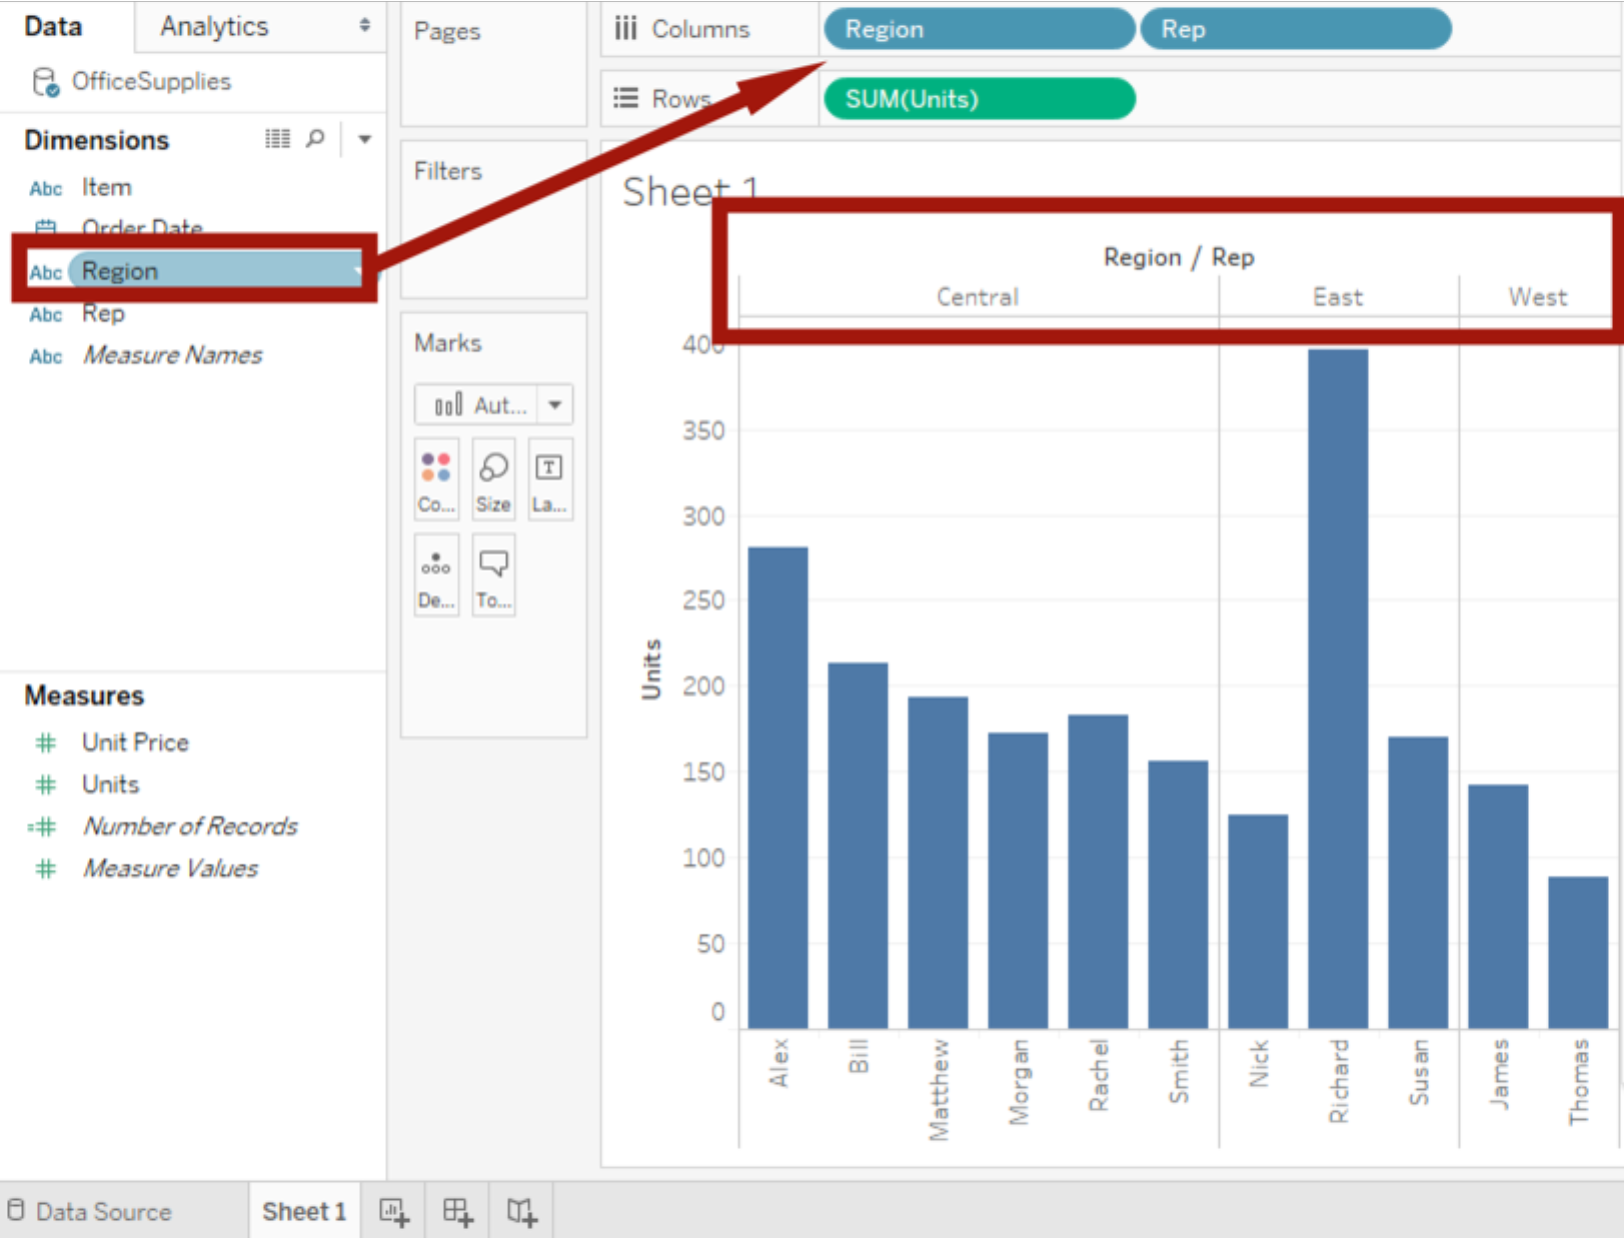 Data
Analytics
OfficeSupplies
Dimensions
Abc Item
Order Date
Abc Region
Abc Rep
Abc Measure Names
Measures
Unit Price
Units
Number of Records
Measure Values
Pages
Filters
Marks
Aut...
Co...
Size
La...
De...
To...
Columns
Region
Rep
Rows
SUM(Units)
Sheet 1
Region / Rep
Central
East
West
Units
400
350
300
250
200
150
100
50
0
Alex
Bill
Matthew
Morgan
Rachel
Smith
Nick
Richard
Susan
James
Thomas
Data Source
Sheet 1